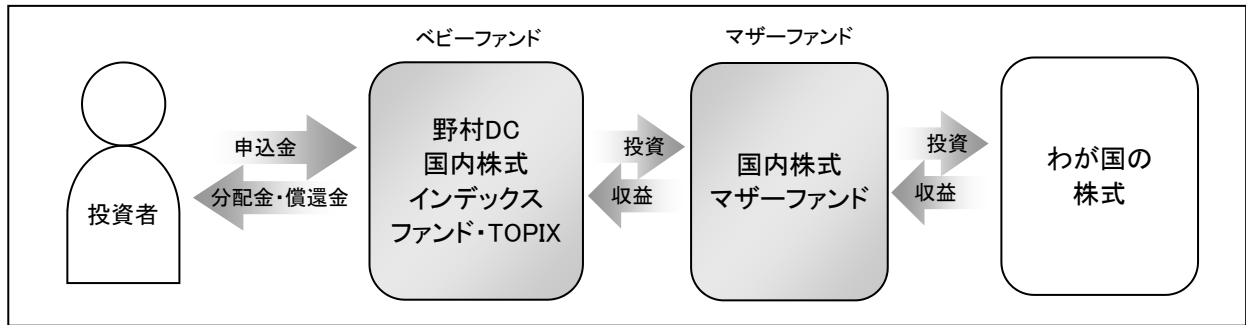 ベビーファンド
マザーファンド
投資者
申込金
分配金・償還金
野村DC
国内株式
インデックス
ファンド・TOPIX
投資
収益
国内株式
マザーファンド
投資
収益
わが国の
株式